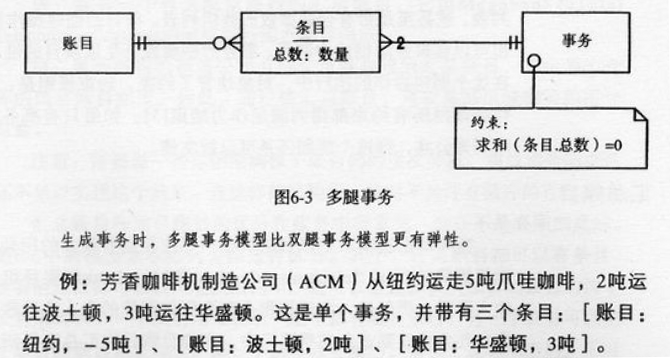 账目
条目
总数：数量
2
事务
约束：
求和（条目.总数）=0
图6-3 多腿事务
生成事务时，多腿事务模型比双腿事务模型更有弹性。
例：芳香咖啡机制造公司（ACM）从纽约运走5吨爪哇咖啡，2吨运
往波士顿，3吨运往华盛顿。这是单个事务，并带有三个条目：［账目：
纽约，－5吨］、［账目：波士顿，2吨］、［账目：华盛顿，3吨］。